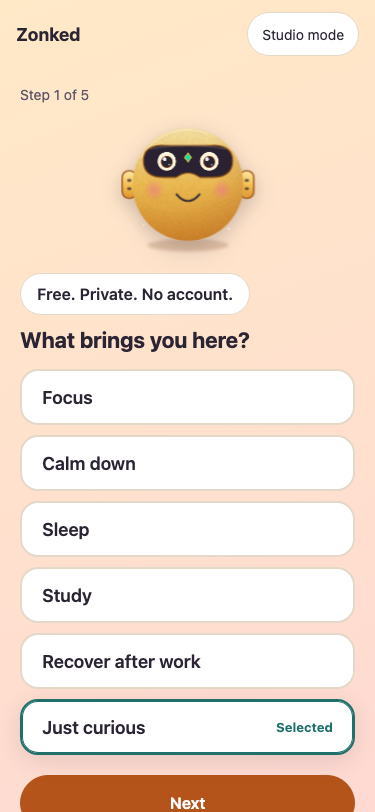 Zonked
Studio mode
Step 1 of 5
Free. Private. No account.
What brings you here?
Focus
Calm down
Sleep
Study
Recover after work
Just curious
Selected
Next